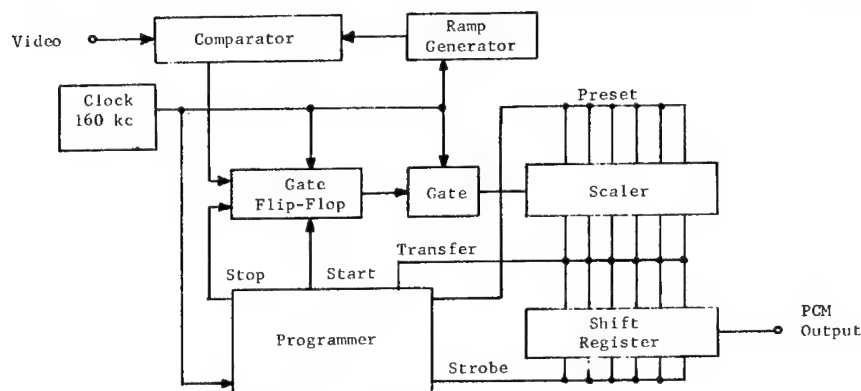 Video
Comparator
Ramp
Generator
Clock
160 kc
Preset
Gate
Flip-Flop
Gate
Scaler
Transfer
Stop
Start
Programmer
Shift
Register
PCM
Output
Strobe